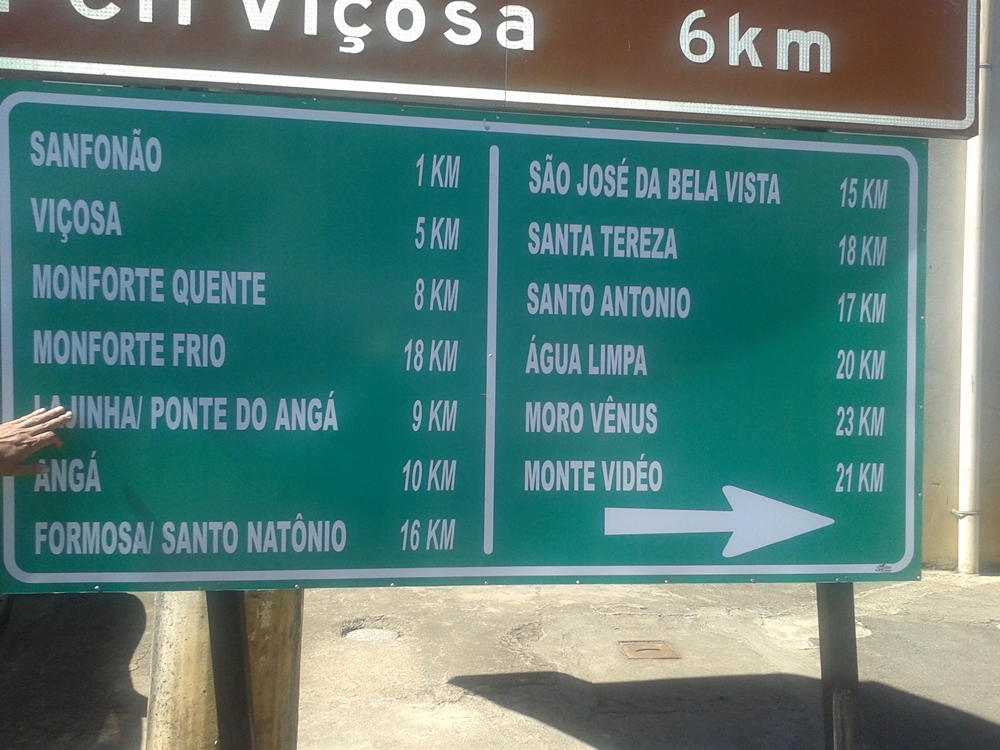 Viçosa 6km
SANFONÃO 1 KM
VIÇOSA 5 KM
MONFORTE QUENTE 8 KM
MONFORTE FRIO 18 KM
LAJINHA/ PONTE DO ANGÁ 9 KM
ANGÁ 10 KM
FORMOSA/ SANTO NATÔNIO 16 KM
SÃO JOSÉ DA BELA VISTA 15 KM
SANTA TEREZA 18 KM
SANTO ANTONIO 17 KM
ÁGUA LIMPA 20 KM
MORO VÊNUS 23 KM
MONTE VIDÉO 21 KM